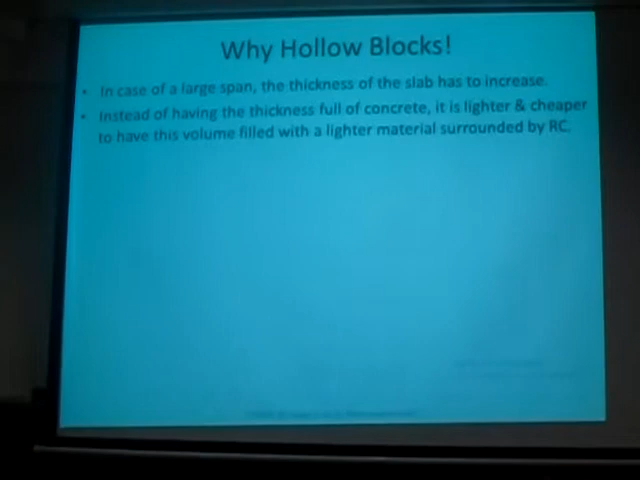 Why Hollow Blocks!
• In case of a large span, the thickness of the slab has to increase.
• Instead of having the thickness full of concrete, it is lighter & cheaper
to have this volume filled with a lighter material surrounded by RC.